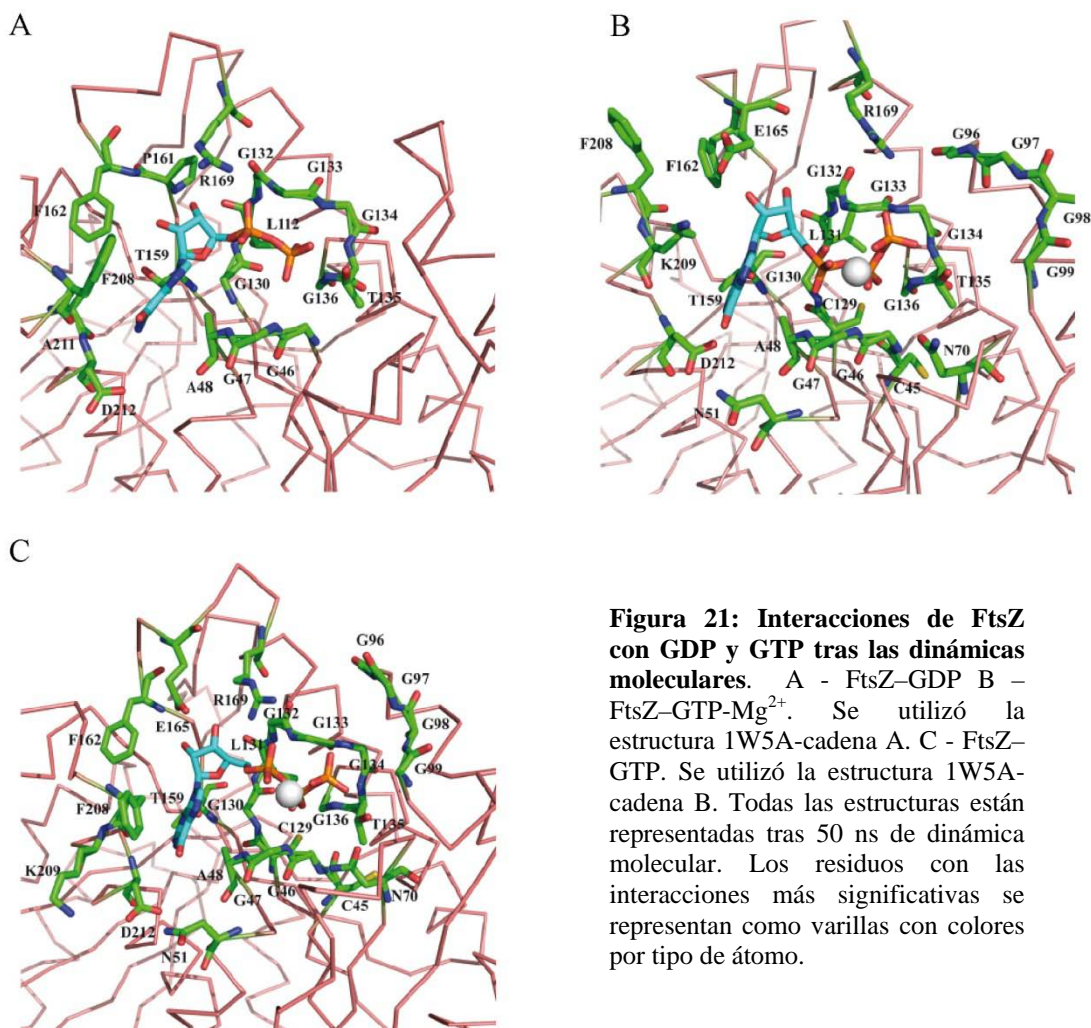 A
P161
G132
R169
G133
F162
L112
G134
T159
F208
G130
G136
T135
A211
A48
G47
G46
D212
B
R169
E165
F208
G96
G97
F162
G132
G133
G98
L131
G134
K209
G99
G130
T135
T159
C129
G136
D212
A48
N70
G47
G46
C45
N51
C
G96
R169
G97
G132
G133
E165
G98
F162
L131
G134
G99
T159
G130
F208
C129
G136
T135
K209
A48
G46
G47
N70
C45
D212
N51
Figura 21: Interacciones de FtsZ
con GDP y GTP tras las dinámicas
moleculares. A - FtsZ–GDP B –
FtsZ–GTP-Mg2+. Se utilizó la
estructura 1W5A-cadena A. C - FtsZ–
GTP. Se utilizó la estructura 1W5A-
cadena B. Todas las estructuras están
representadas tras 50 ns de dinámica
molecular. Los residuos con las
interacciones más significativas se
representan como varillas con colores
por tipo de átomo.